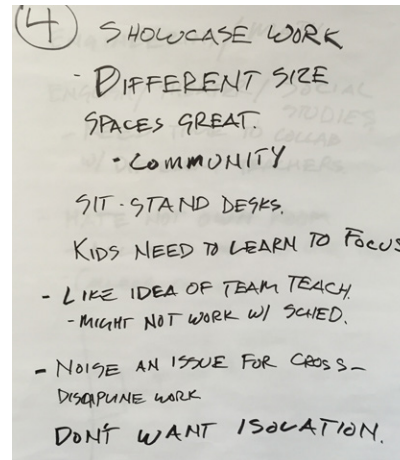 4 SHOWCASE WORK
- DIFFERENT SIZE
SPACES GREAT
- COMMUNITY
SIT-STAND DESKS.
KIDS NEED TO LEARN TO FOCUS
- LIKE IDEA OF TEAM TEACH.
- MIGHT NOT WORK W/ SCHED.
- NOISE AN ISSUE FOR CROSS-
DISCIPLINE WORK
DON'T WANT ISOLATION.